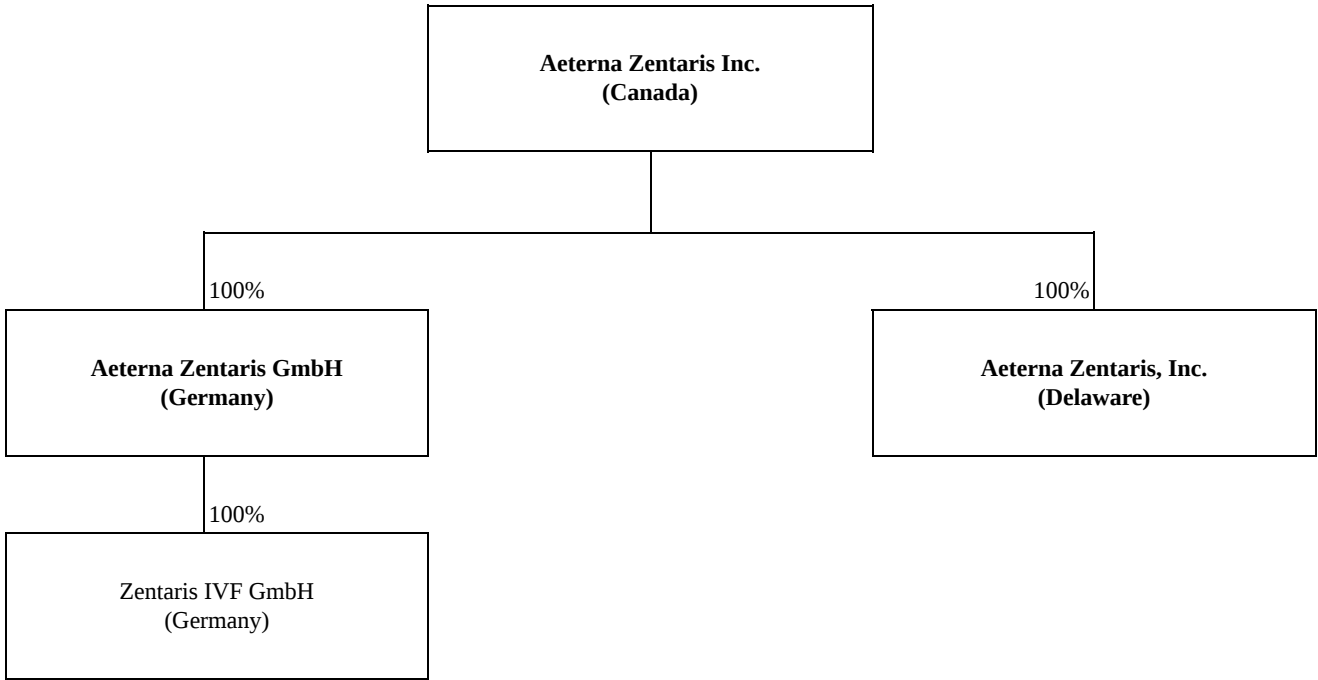 Aeterna Zentaris Inc.
(Canada)
100%
100%
Aeterna Zentaris GmbH
(Germany)
Aeterna Zentaris, Inc.
(Delaware)
100%
Zentaris IVF GmbH
(Germany)